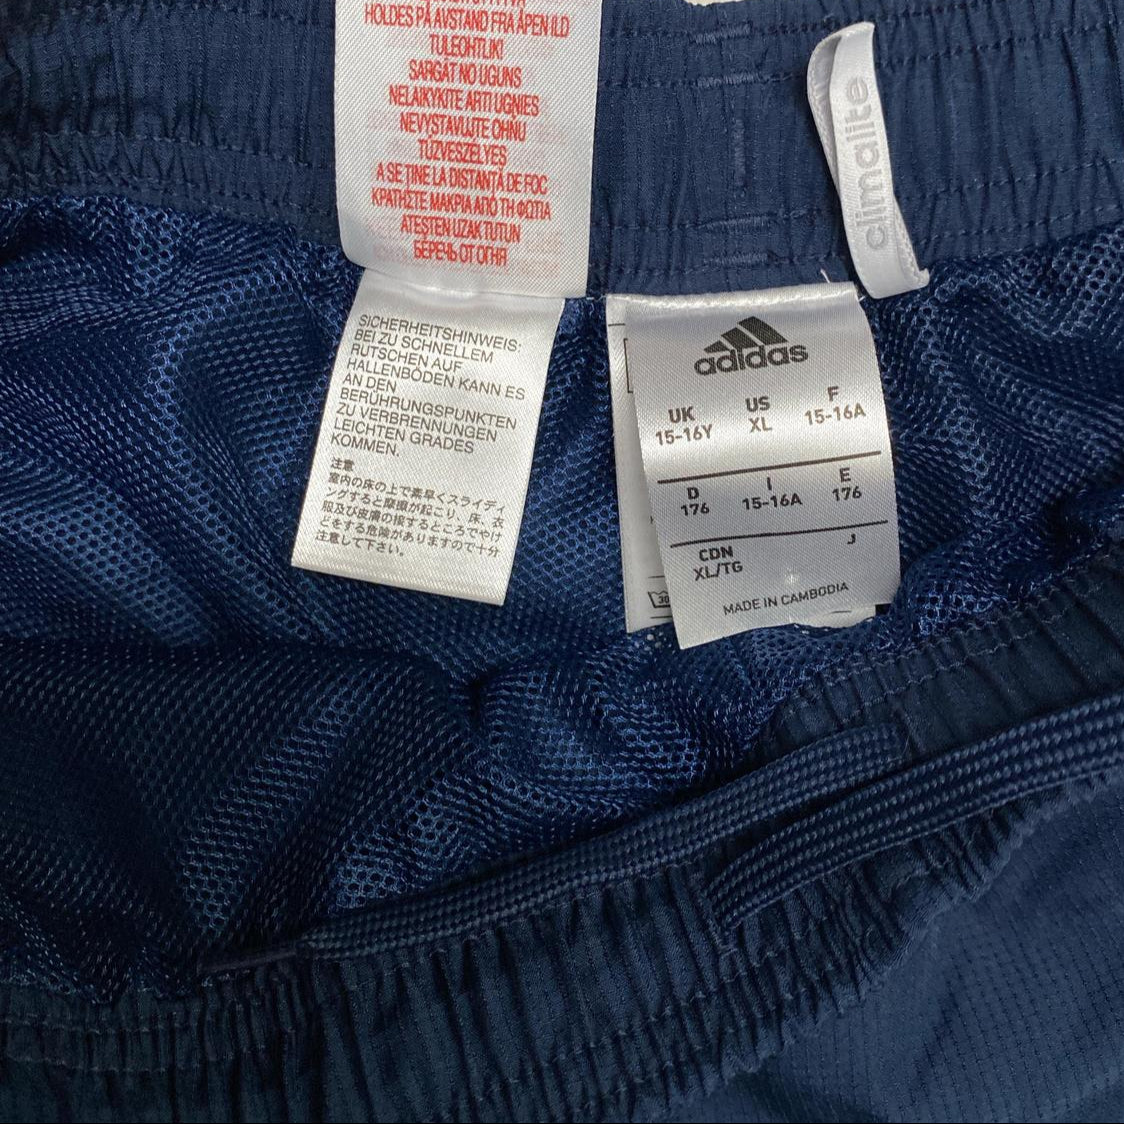 HOLDES PÅ AVSTAND FRA ÅPEN ILD
TULEOHTLIK!
SARGĀT NO UGUNS
NELAIKYKITE ARTI UGNIES
NEVYSTAVUJTE OHŇU
TŰZVESZÉLYES
A SE ȚINE LA DISTANȚĂ DE FOC
ΚΡΑΤΗΣΤΕ ΜΑΚΡΙΑ ΑΠΟ ΤΗ ΦΩΤΙΑ
ATEŞTEN UZAK TUTUN
БЕРЕЧЬ ОТ ОГНЯ
climalite
SICHERHEITSHINWEIS:
BEI ZU SCHNELLEM
RUTSCHEN AUF
HALLENBÖDEN KANN ES
AN DEN
BERÜHRUNGSPUNKTEN
ZU VERBRENNUNGEN
LEICHTEN GRADES
KOMMEN.
注意
室内の床の上で素早くスライディ
ングすると摩擦が起こり、床、衣
服及び皮膚の接するところでやけ
どをする危険がありますので十分
注意して下さい。
adidas
UK US F
15-16Y XL 15-16A
D I E
176 15-16A 176
CDN J
XL/TG
MADE IN CAMBODIA
30